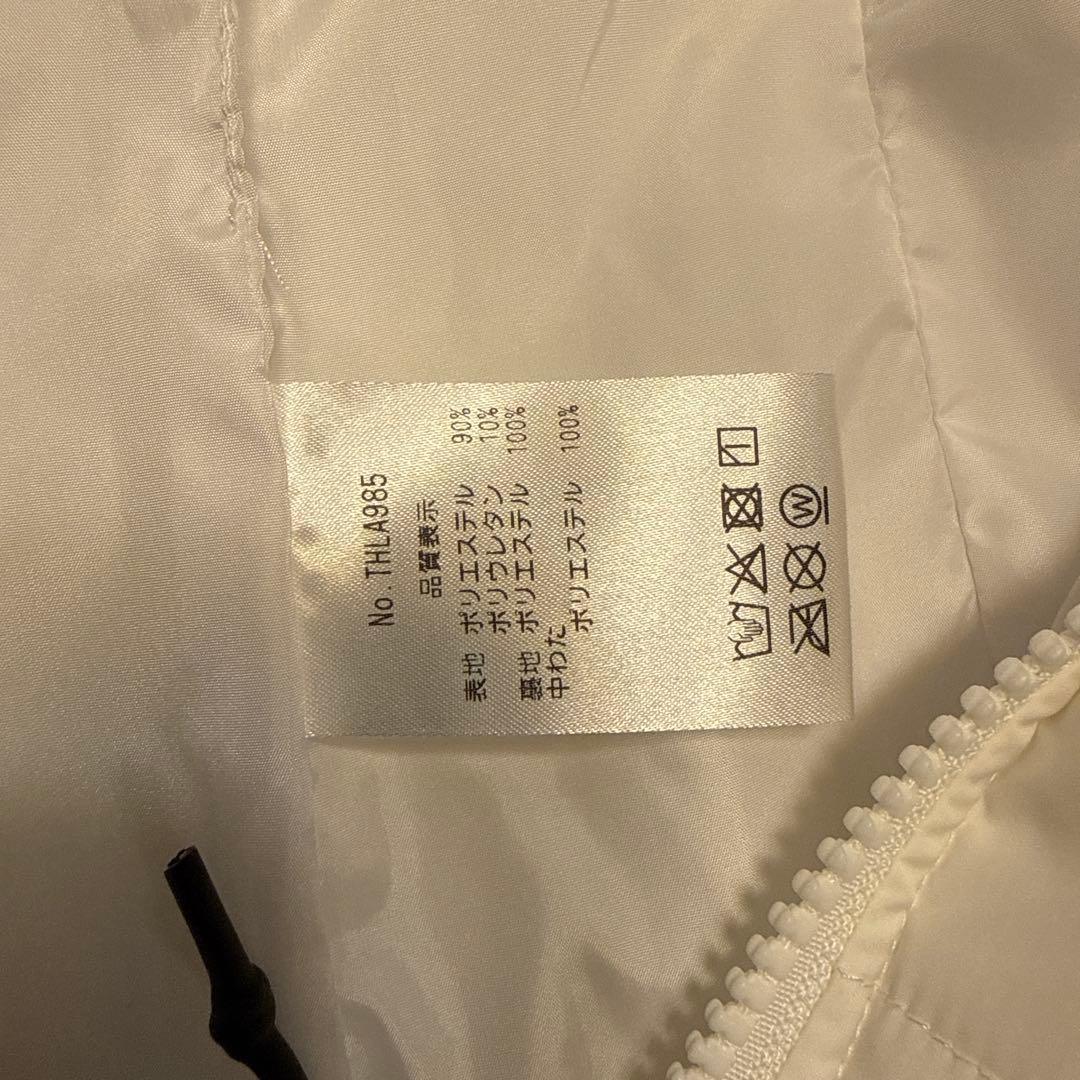 No.THLA985
品質表示
表地 ポリエステル 90%
ポリウレタン 10%
裏地 ポリエステル 100%
中わた
ポリエステル 100%
W